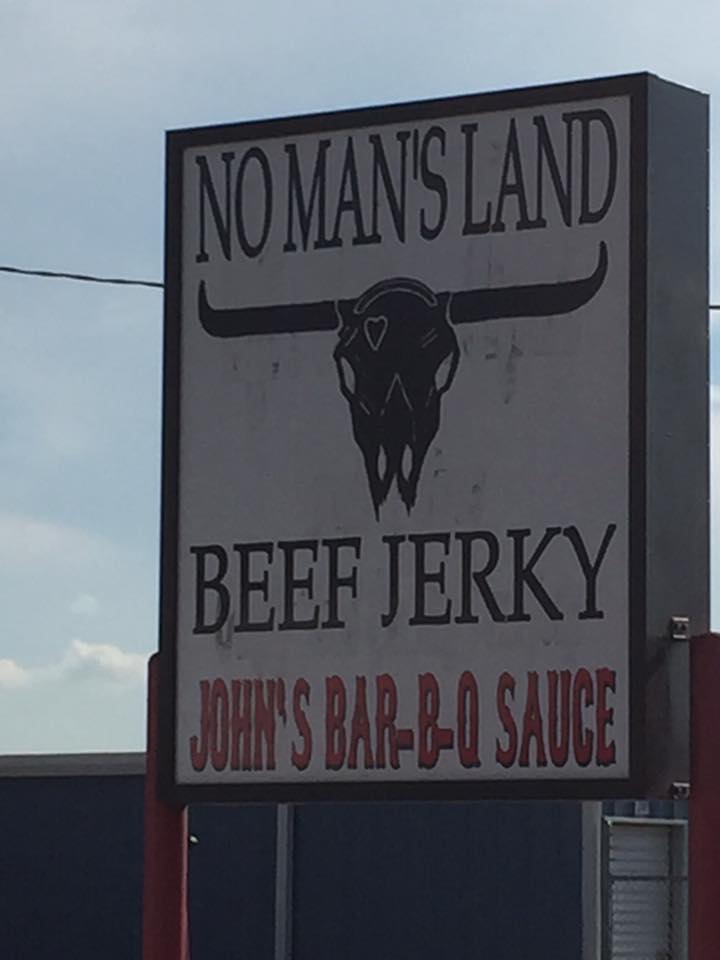 NO MAN'S LAND
BEEF JERKY
JOHN'S BAR-B-Q SAUCE